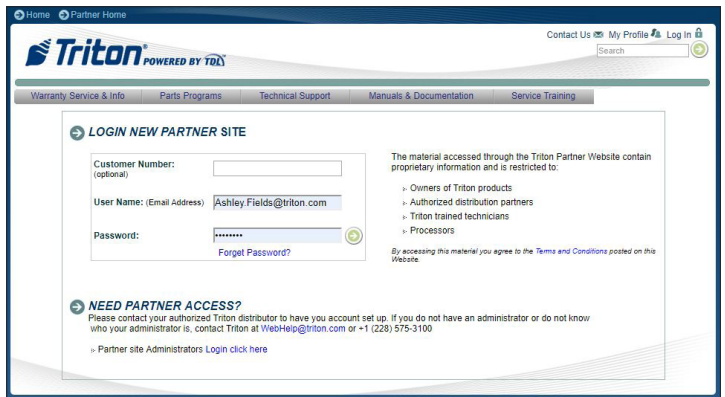 Home Partner Home
Contact Us My Profile Log In
Search
Triton® POWERED BY TDL
Warranty Service & Info Parts Programs Technical Support Manuals & Documentation Service Training
LOGIN NEW PARTNER SITE
Customer Number:
(optional)
User Name: (Email Address) Ashley.Fields@triton.com
Password: ••••••••
Forget Password?
The material accessed through the Triton Partner Website contain
proprietary information and is restricted to:
Owners of Triton products
Authorized distribution partners
Triton trained technicians
Processors
By accessing this material you agree to the Terms and Conditions posted on this
Website.
NEED PARTNER ACCESS?
Please contact your authorized Triton distributor to have you account set up. If you do not have an administrator or do not know
who your administrator is, contact Triton at WebHelp@triton.com or +1 (228) 575-3100
Partner site Administrators Login click here